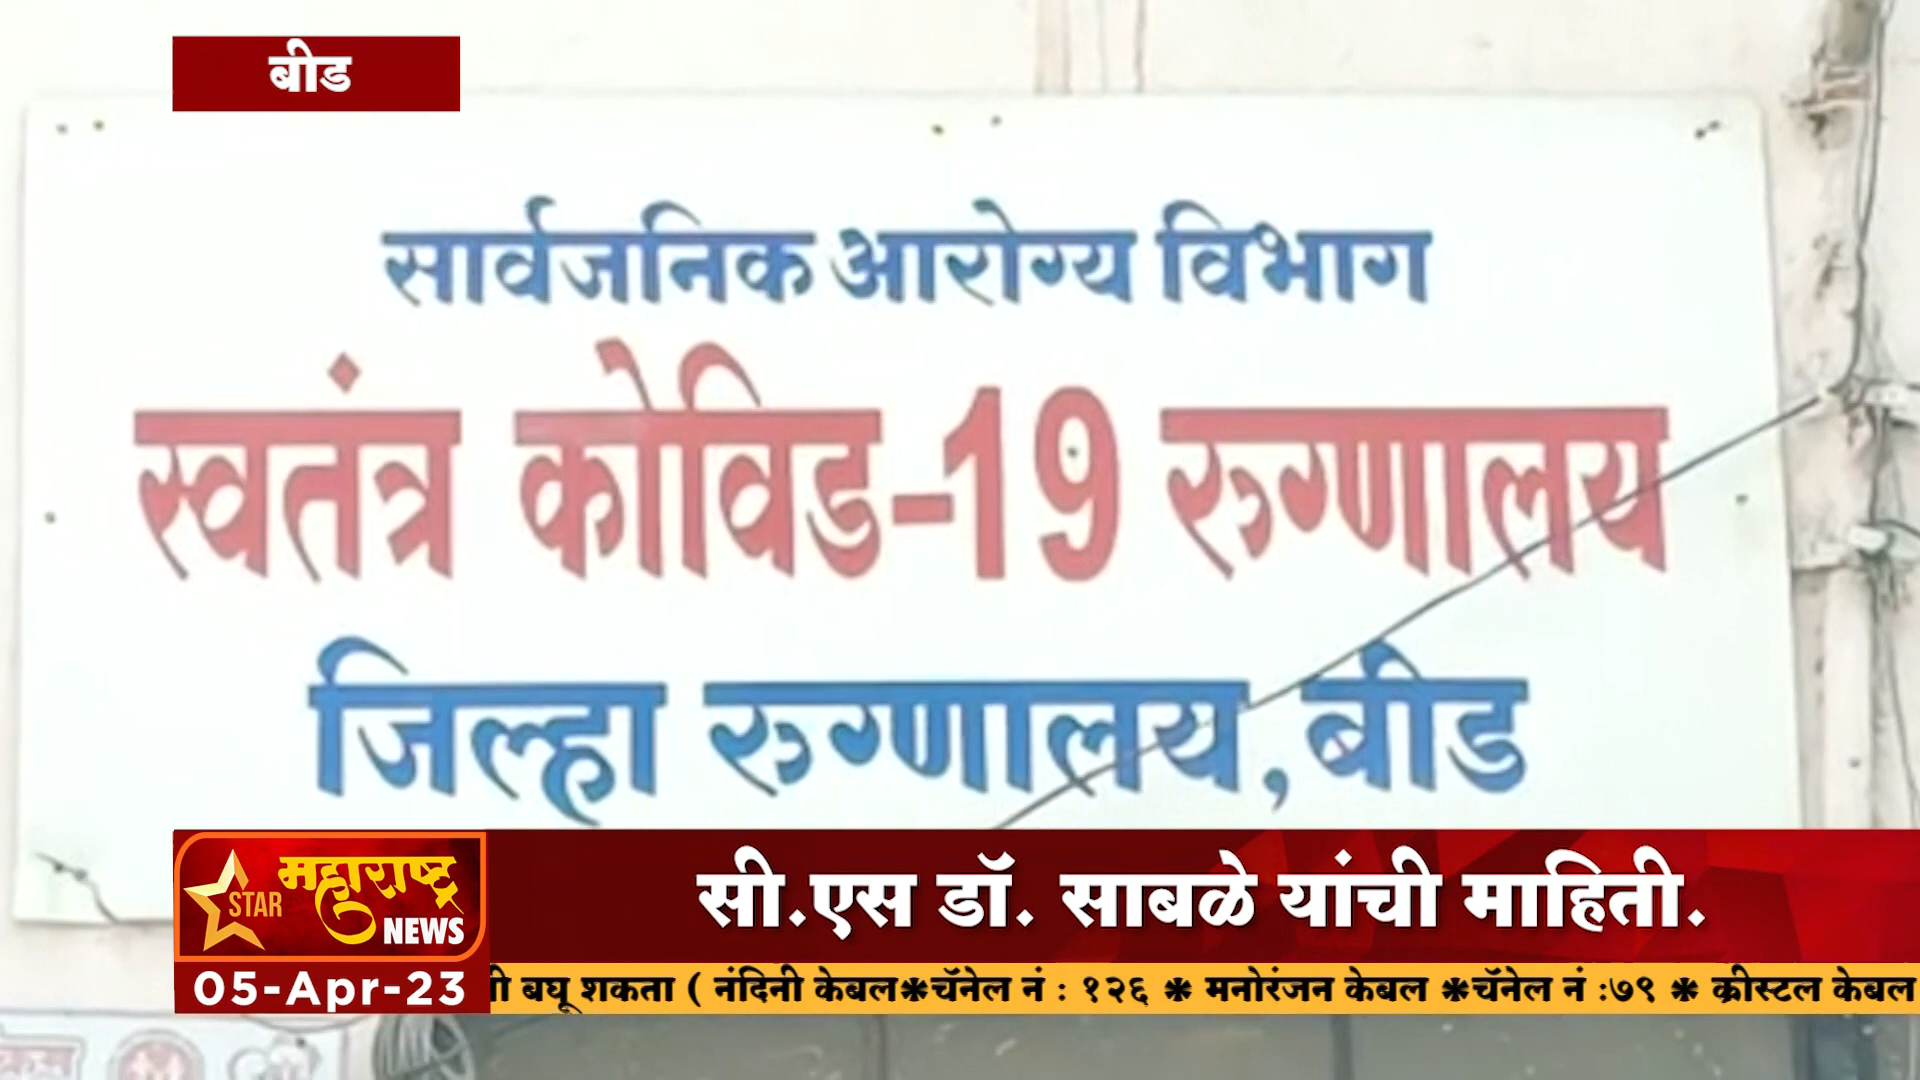 बीड
सार्वजनिक आरोग्य विभाग
स्वतंत्र कोविड-19 रुग्णालय
जिल्हा रुग्णालय, बीड
STAR महाराष्ट्र NEWS
सी.एस डॉ. साबळे यांची माहिती.
05-Apr-23
बघू शकता ( नंदिनी केबल*चॅनेल नं : १२६ * मनोरंजन केबल *चॅनेल नं :७९ * क्रीस्टल केबल